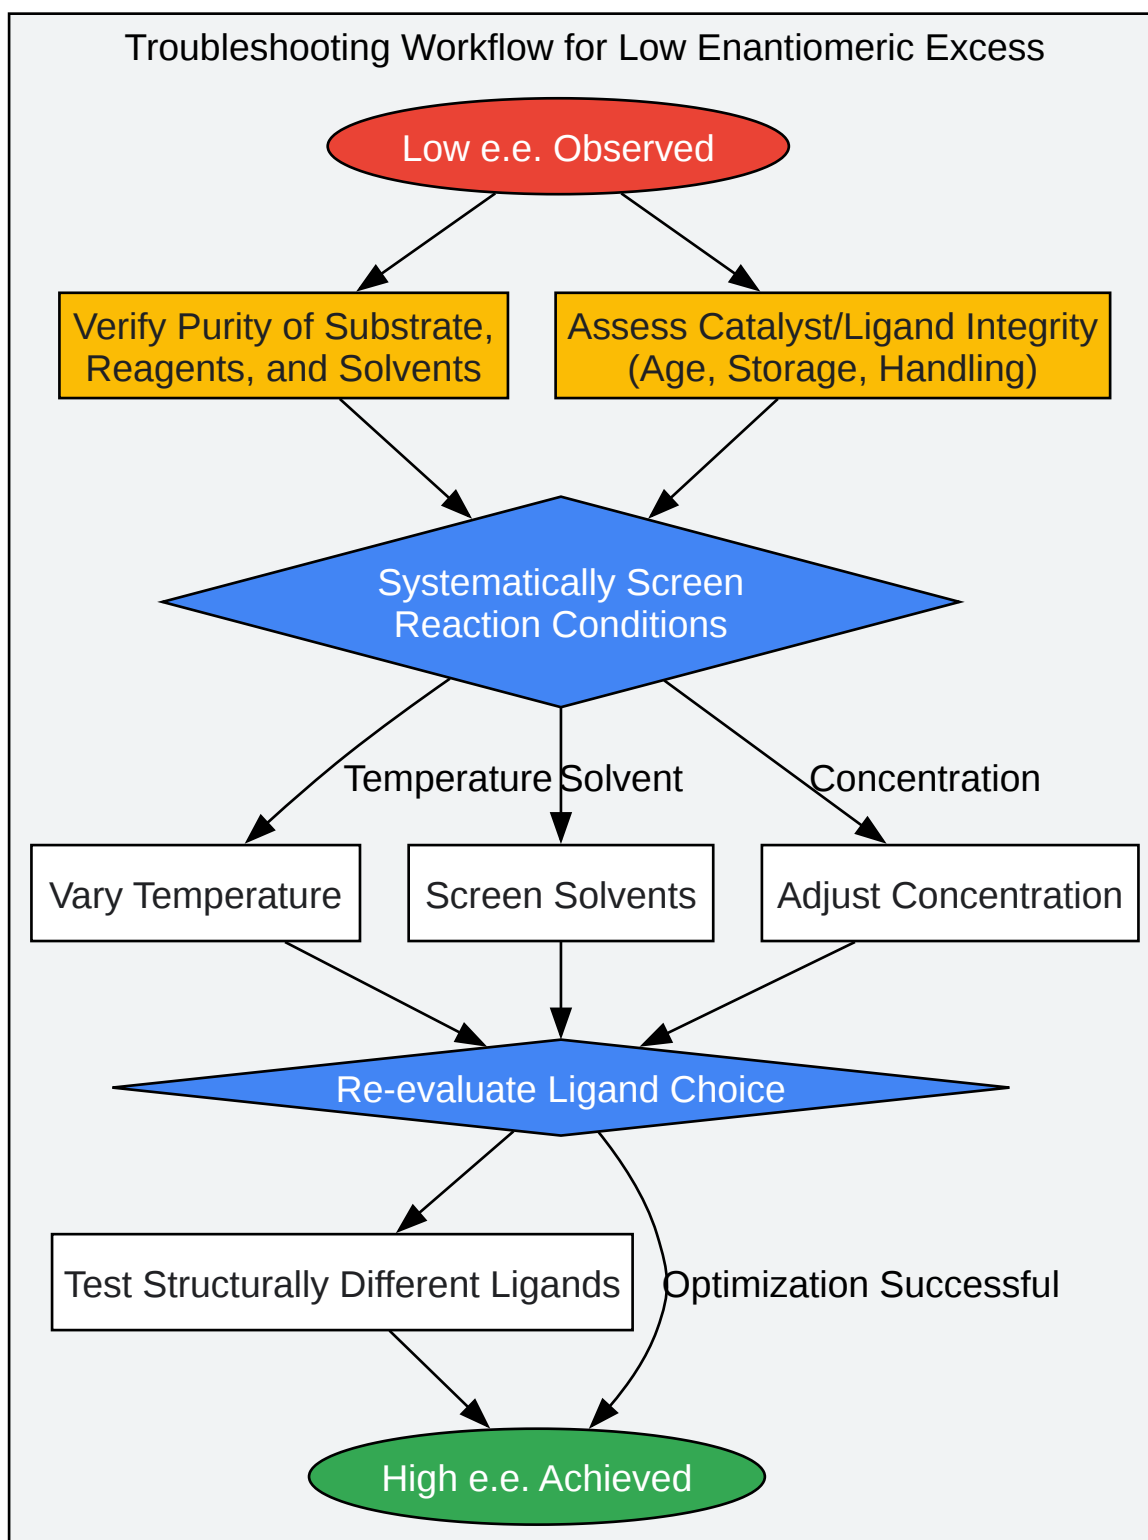 Troubleshooting Workflow for Low Enantiomeric Excess
Low e.e. Observed
Verify Purity of Substrate,
Reagents, and Solvents
Assess Catalyst/Ligand Integrity
(Age, Storage, Handling)
Systematically Screen
Reaction Conditions
Temperature
Solvent
Concentration
Vary Temperature
Screen Solvents
Adjust Concentration
Re-evaluate Ligand Choice
Test Structurally Different Ligands
Optimization Successful
High e.e. Achieved